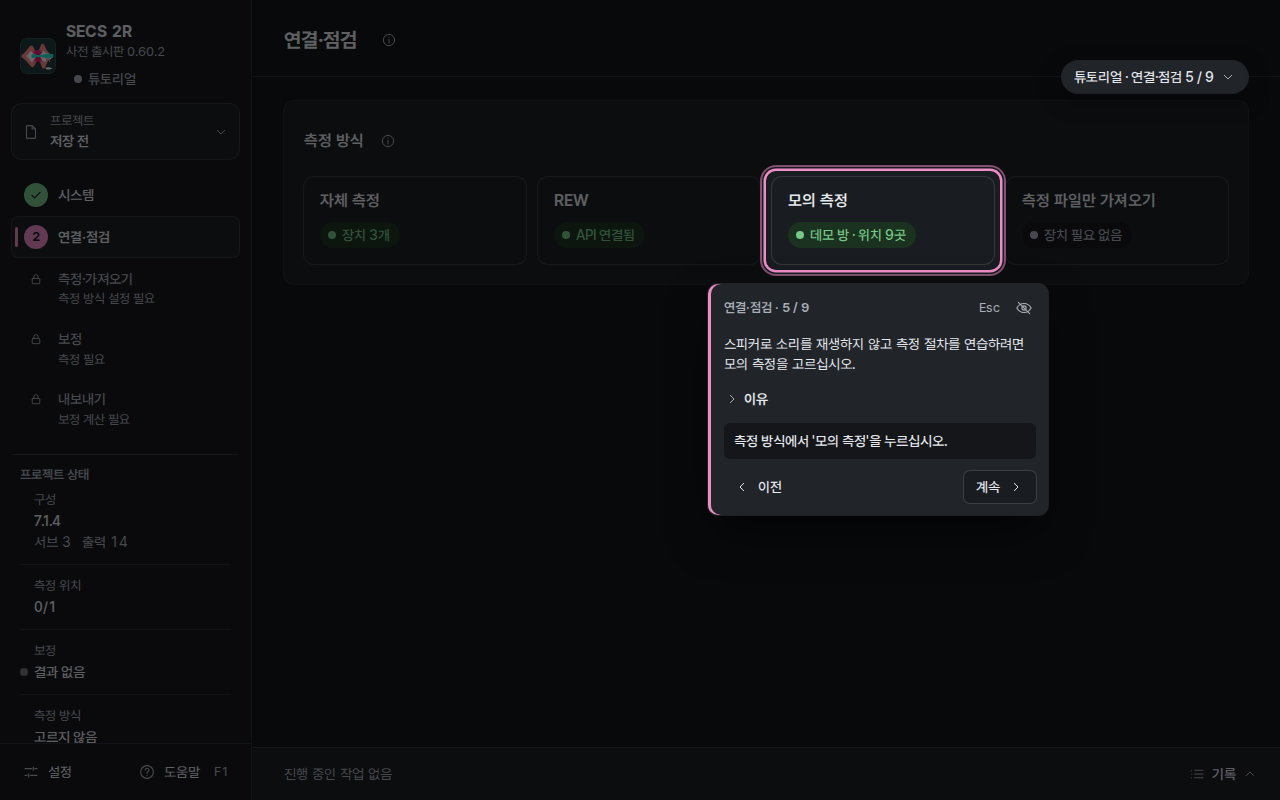 SECS 2R
사전 출시판 0.60.2
튜토리얼
프로젝트
저장 전
시스템
2 연결·점검
측정·가져오기
측정 방식 설정 필요
보정
측정 필요
내보내기
보정 계산 필요
프로젝트 상태
구성
7.1.4
서브 3 출력 14
측정 위치
0/1
보정
결과 없음
측정 방식
고르지 않음
설정
도움말 F1
연결·점검
튜토리얼 · 연결·점검 5 / 9
측정 방식
자체 측정
장치 3개
REW
API 연결됨
모의 측정
데모 방 · 위치 9곳
측정 파일만 가져오기
장치 필요 없음
연결·점검 · 5 / 9
Esc
스피커로 소리를 재생하지 않고 측정 절차를 연습하려면
모의 측정을 고르십시오.
이유
측정 방식에서 '모의 측정'을 누르십시오.
이전
계속
진행 중인 작업 없음
기록